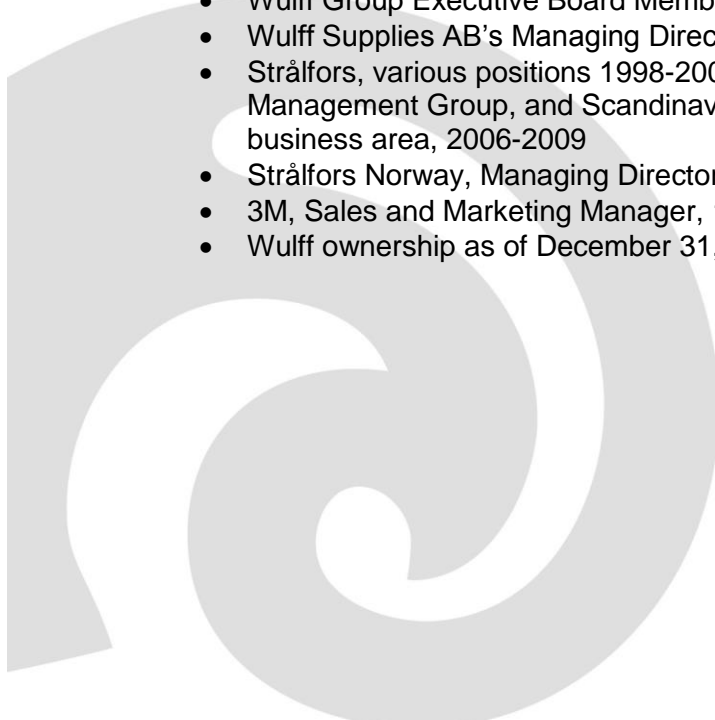 • Wulff Group Executive Board Memb
• Wulff Supplies AB's Managing Direc
• Strålfors, various positions 1998-200
Management Group, and Scandinav
business area, 2006-2009
• Strålfors Norway, Managing Director
• 3M, Sales and Marketing Manager,
• Wulff ownership as of December 31,